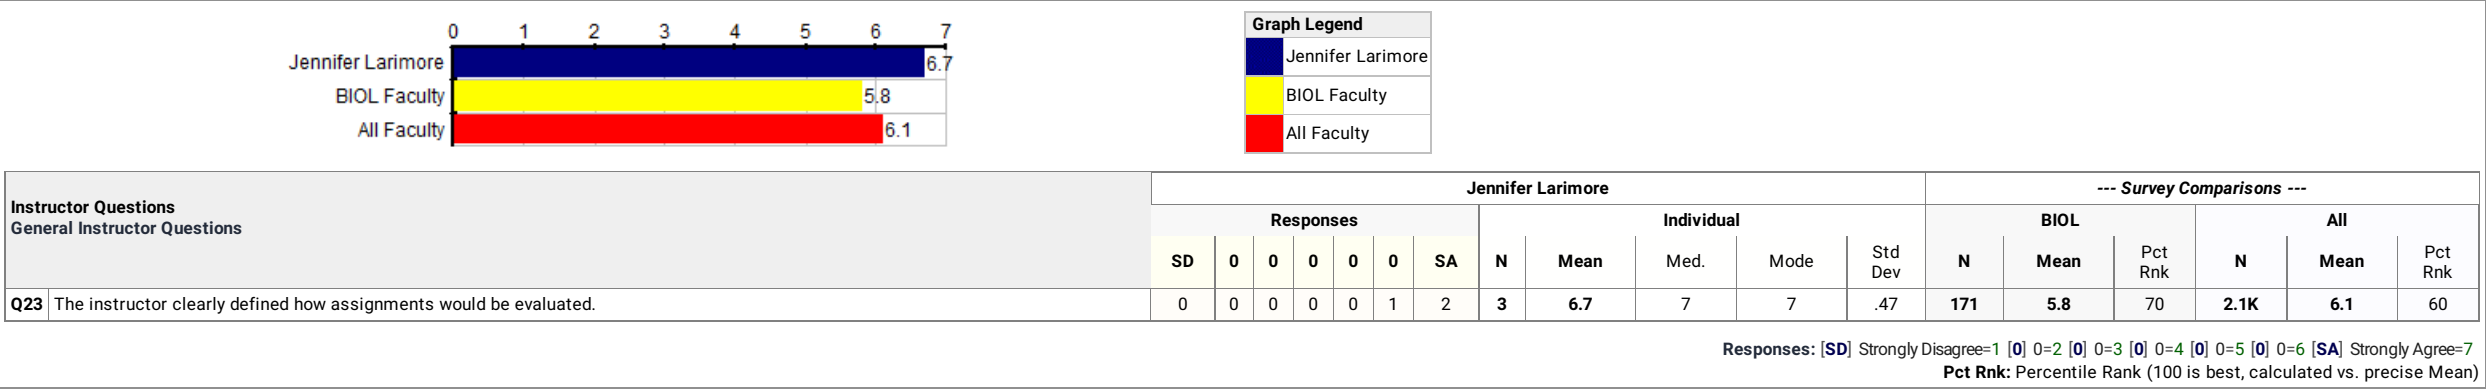 0 1 2 3 4 5 6 7
Jennifer Larimore 6.7
BIOL Faculty 5.8
All Faculty 6.1
Graph Legend
Jennifer Larimore
BIOL Faculty
All Faculty
Instructor Questions
General Instructor Questions
Jennifer Larimore --- Survey Comparisons ---
Responses Individual BIOL All
SD 0 0 0 0 0 SA N Mean Med. Mode Std Dev N Mean Pct Rnk N Mean Pct Rnk
Q23 The instructor clearly defined how assignments would be evaluated. 0 0 0 0 0 1 2 3 6.7 7 7 .47 171 5.8 70 2.1K 6.1 60
Responses: [SD] Strongly Disagree=1 [0] 0=2 [0] 0=3 [0] 0=4 [0] 0=5 [0] 0=6 [SA] Strongly Agree=7
Pct Rnk: Percentile Rank (100 is best, calculated vs. precise Mean)